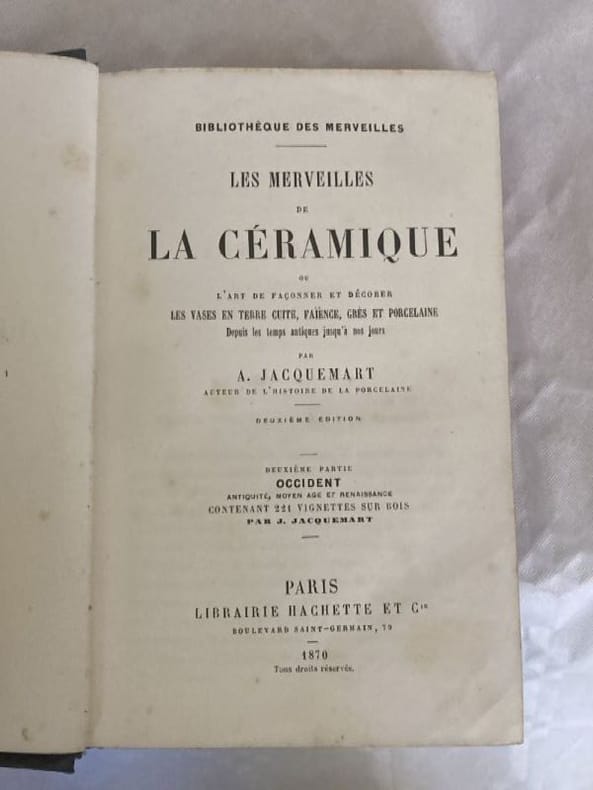 BIBLIOTHÈQUE DES MERVEILLES
LES MERVEILLES
DE
LA CÉRAMIQUE
OU
L'ART DE FAÇONNER ET DÉCORER
LES VASES EN TERRE CUITE, FAÏENCE, GRÈS ET PORCELAINE
Depuis les temps antiques jusqu'à nos jours
PAR
A. JACQUEMART
AUTEUR DE L'HISTOIRE DE LA PORCELAINE
DEUXIÈME ÉDITION
DEUXIÈME PARTIE
OCCIDENT
ANTIQUITÉ, MOYEN AGE ET RENAISSANCE
CONTENANT 221 VIGNETTES SUR BOIS
PAR J. JACQUEMART
PARIS
LIBRAIRIE HACHETTE ET Cie
BOULEVARD SAINT-GERMAIN, 79
1870
Tous droits réservés.